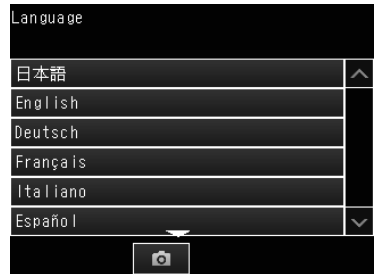 Language
日本語
English
Deutsch
Français
Italiano
Español